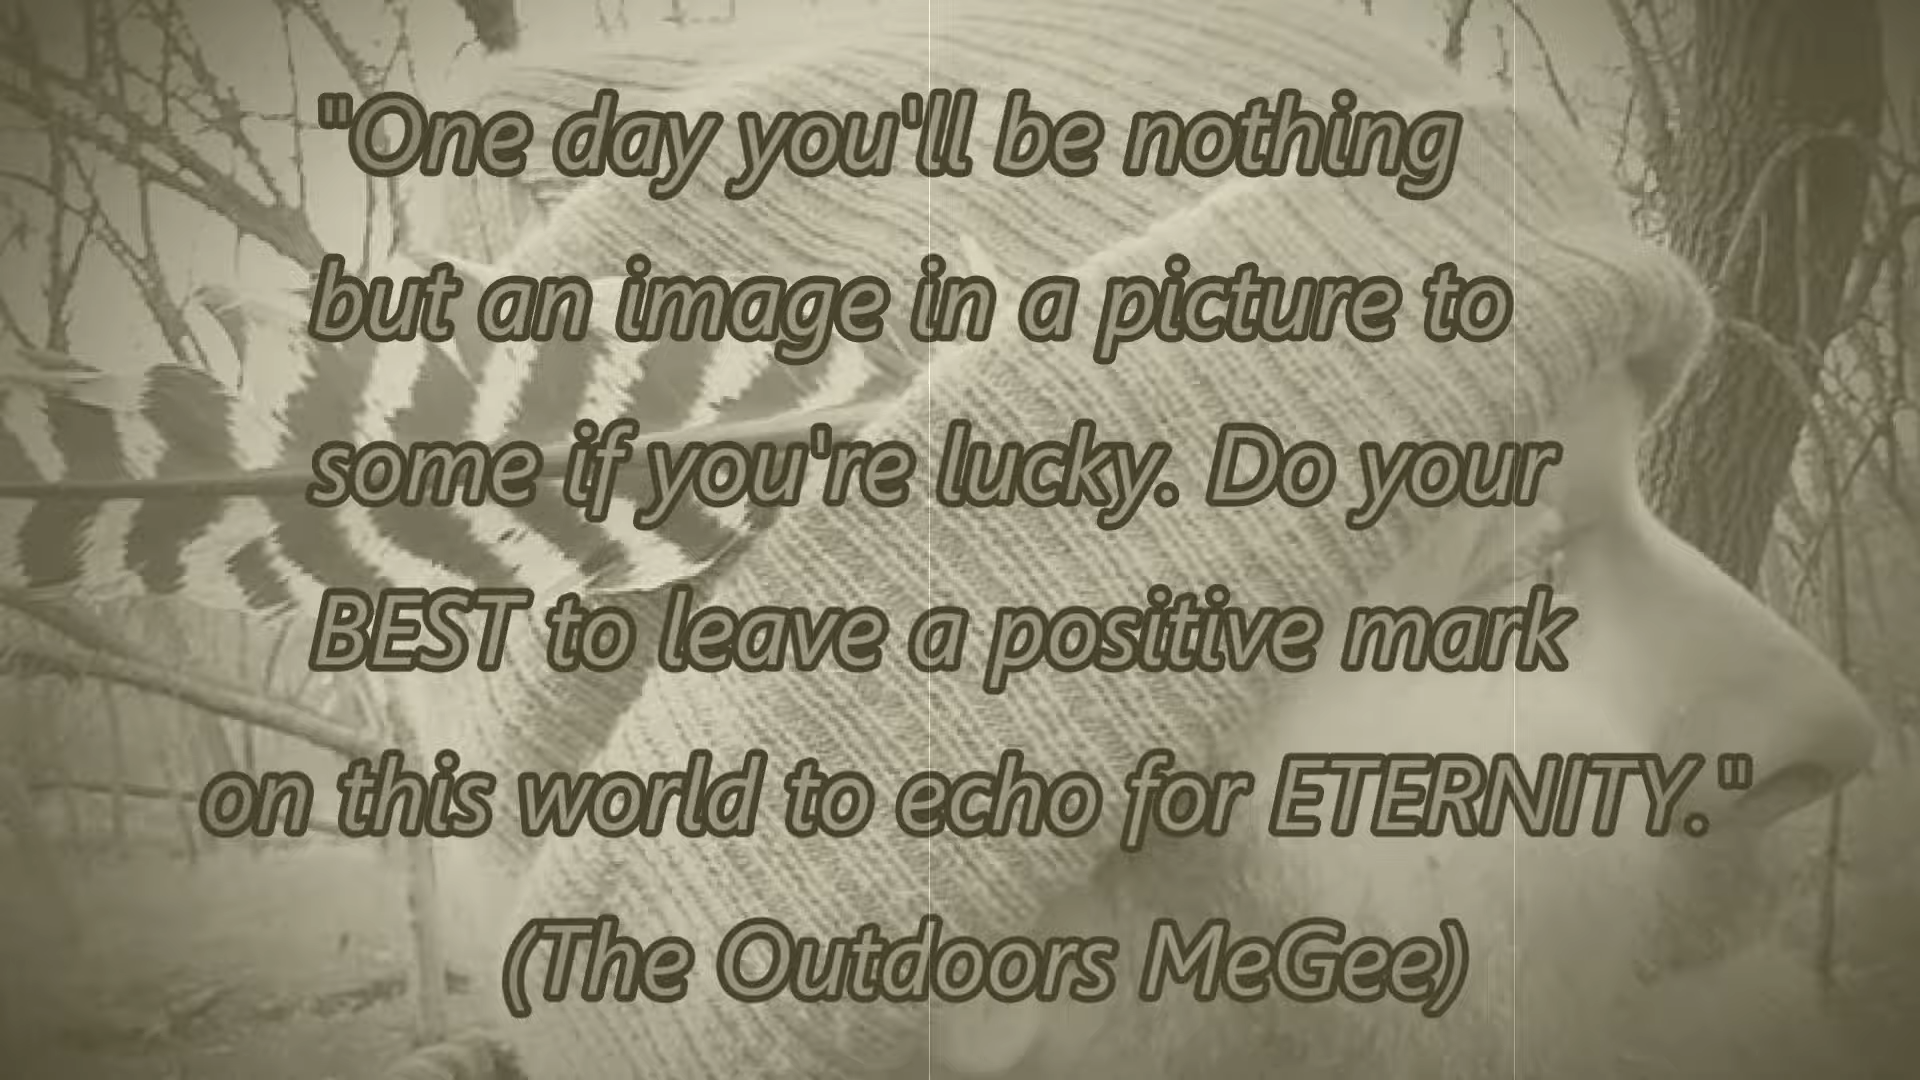 "One day you'll be nothing
but an image in a picture to
some if you're lucky. Do your
BEST to leave a positive mark
on this world to echo for ETERNITY."
(The Outdoors MeGee)